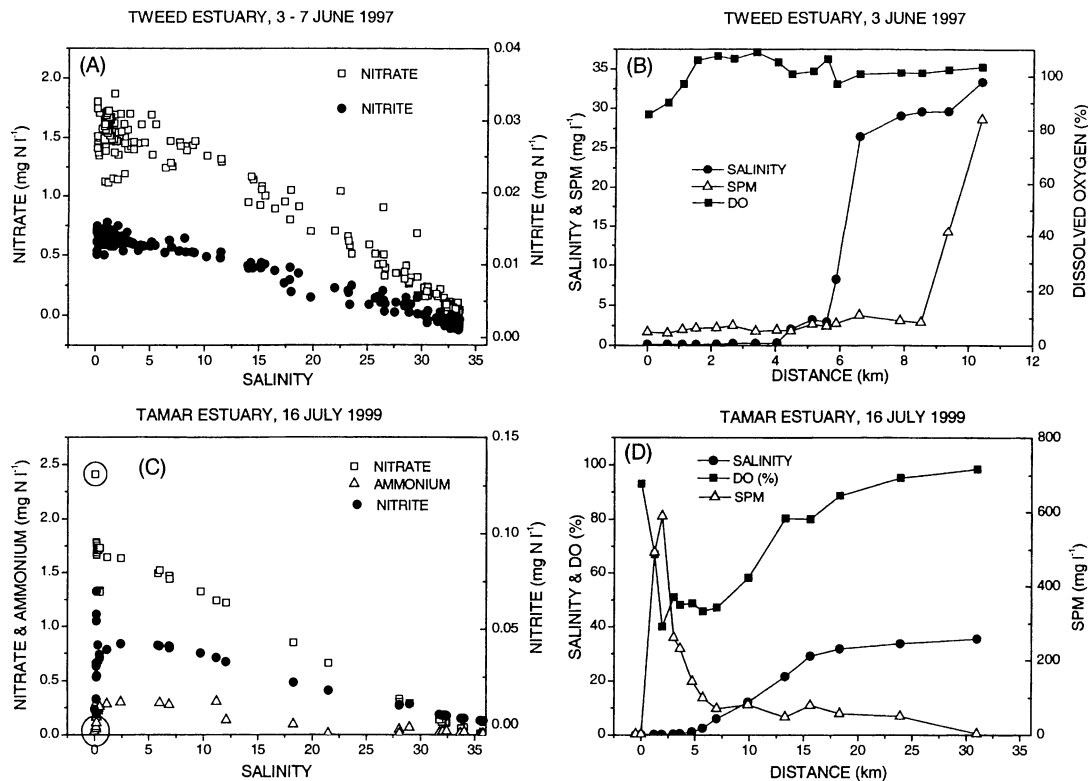 TWEED ESTUARY, 3 - 7 JUNE 1997
(A)
NITRATE
NITRITE
NITRATE (mg N l⁻¹)
2.0
1.5
1.0
0.5
0.0
NITRITE (mg N l⁻¹)
0.04
0.03
0.02
0.01
0.00
0 5 10 15 20 25 30 35
SALINITY
TWEED ESTUARY, 3 JUNE 1997
(B)
SALINITY
SPM
DO
SALINITY & SPM (mg l⁻¹)
35
30
25
20
15
10
5
0
DISSOLVED OXYGEN (%)
100
80
60
40
20
0
0 2 4 6 8 10 12
DISTANCE (km)
TAMAR ESTUARY, 16 JULY 1999
(C)
NITRATE
AMMONIUM
NITRITE
NITRATE & AMMONIUM (mg N l⁻¹)
2.5
2.0
1.5
1.0
0.5
0.0
NITRITE (mg N l⁻¹)
0.15
0.10
0.05
0.00
0 5 10 15 20 25 30 35
SALINITY
TAMAR ESTUARY, 16 JULY 1999
(D)
SALINITY
DO (%)
SPM
SALINITY & DO (%)
100
80
60
40
20
0
SPM (mg l⁻¹)
800
600
400
200
0
0 5 10 15 20 25 30 35
DISTANCE (km)